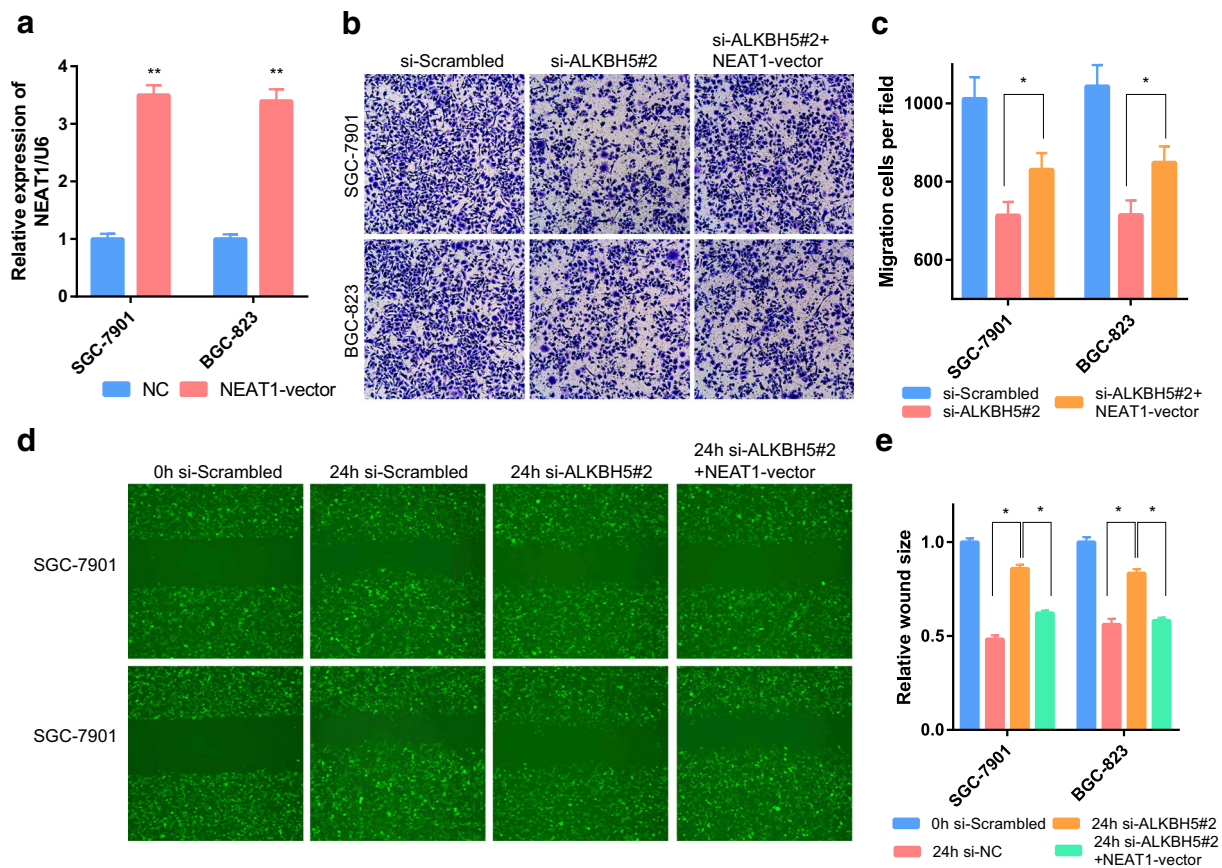 a
Relative expression of
NEAT1/U6
4
3
2
1
0
**
**
SGC-7901
BGC-823
NC
NEAT1-vector
b
si-Scrambled
si-ALKBH5#2
si-ALKBH5#2+
NEAT1-vector
SGC-7901
BGC-823
c
Migration cells per field
1000
800
600
*
*
SGC-7901
BGC-823
si-Scrambled
si-ALKBH5#2
si-ALKBH5#2+
NEAT1-vector
d
0h si-Scrambled
24h si-Scrambled
24h si-ALKBH5#2
24h si-ALKBH5#2
+NEAT1-vector
SGC-7901
SGC-7901
e
Relative wound size
1.0
0.5
0.0
*
*
*
*
SGC-7901
BGC-823
0h si-Scrambled
24h si-NC
24h si-ALKBH5#2
24h si-ALKBH5#2
+NEAT1-vector